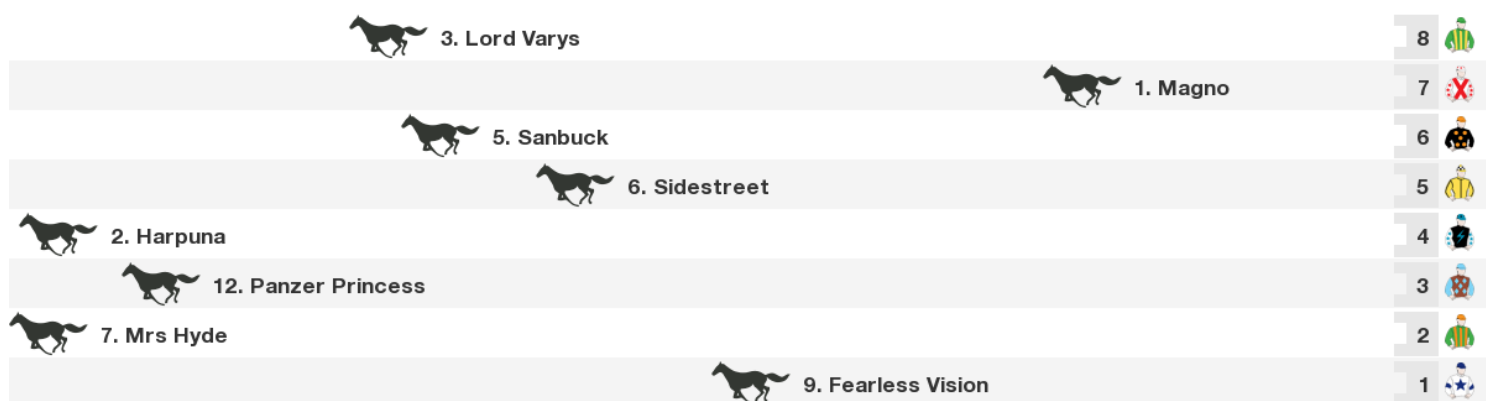 3. Lord Varys 8
1. Magno 7
5. Sanbuck 6
6. Sidestreet 5
2. Harpuna 4
12. Panzer Princess 3
7. Mrs Hyde 2
9. Fearless Vision 1